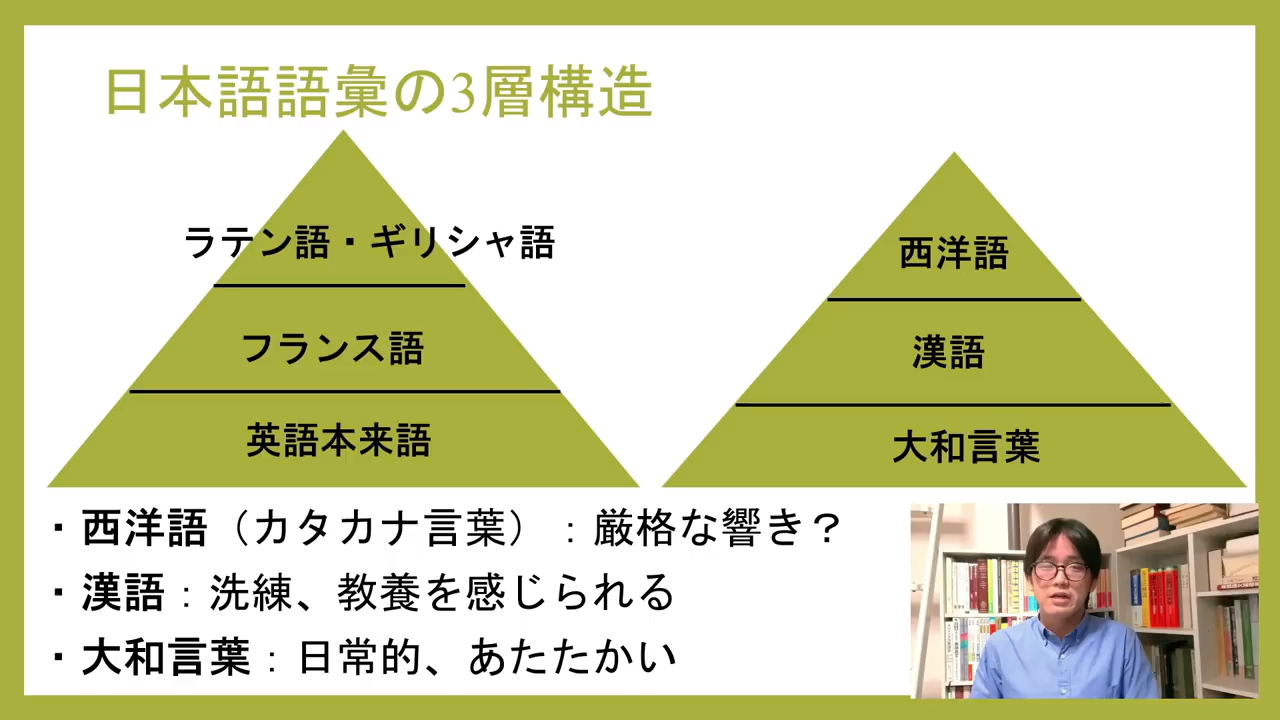 日本語語彙の3層構造
ラテン語・ギリシャ語
フランス語
英語本来語
西洋語
漢語
大和言葉
・西洋語（カタカナ言葉）：厳格な響き？
・漢語：洗練、教養を感じられる
・大和言葉：日常的、あたたかい